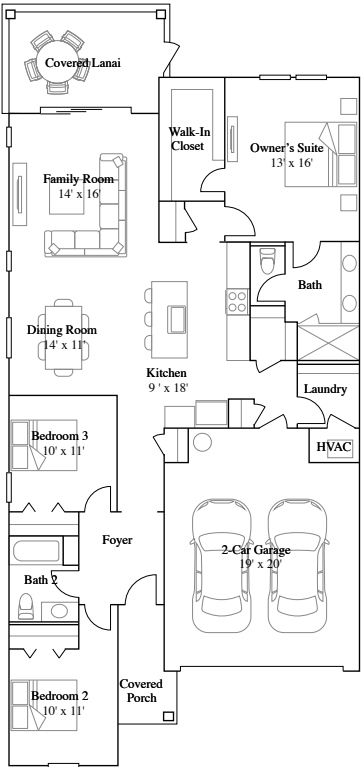 Covered Lanai
Walk-In
Closet
Owner's Suite
13' x 16'
Family Room
14' x 16'
Bath
Dining Room
14' x 11'
Kitchen
9 ' x 18'
Laundry
Bedroom 3
10' x 11'
HVAC
Foyer
2-Car Garage
19' x 20'
Bath 2
Covered
Porch
Bedroom 2
10' x 11'